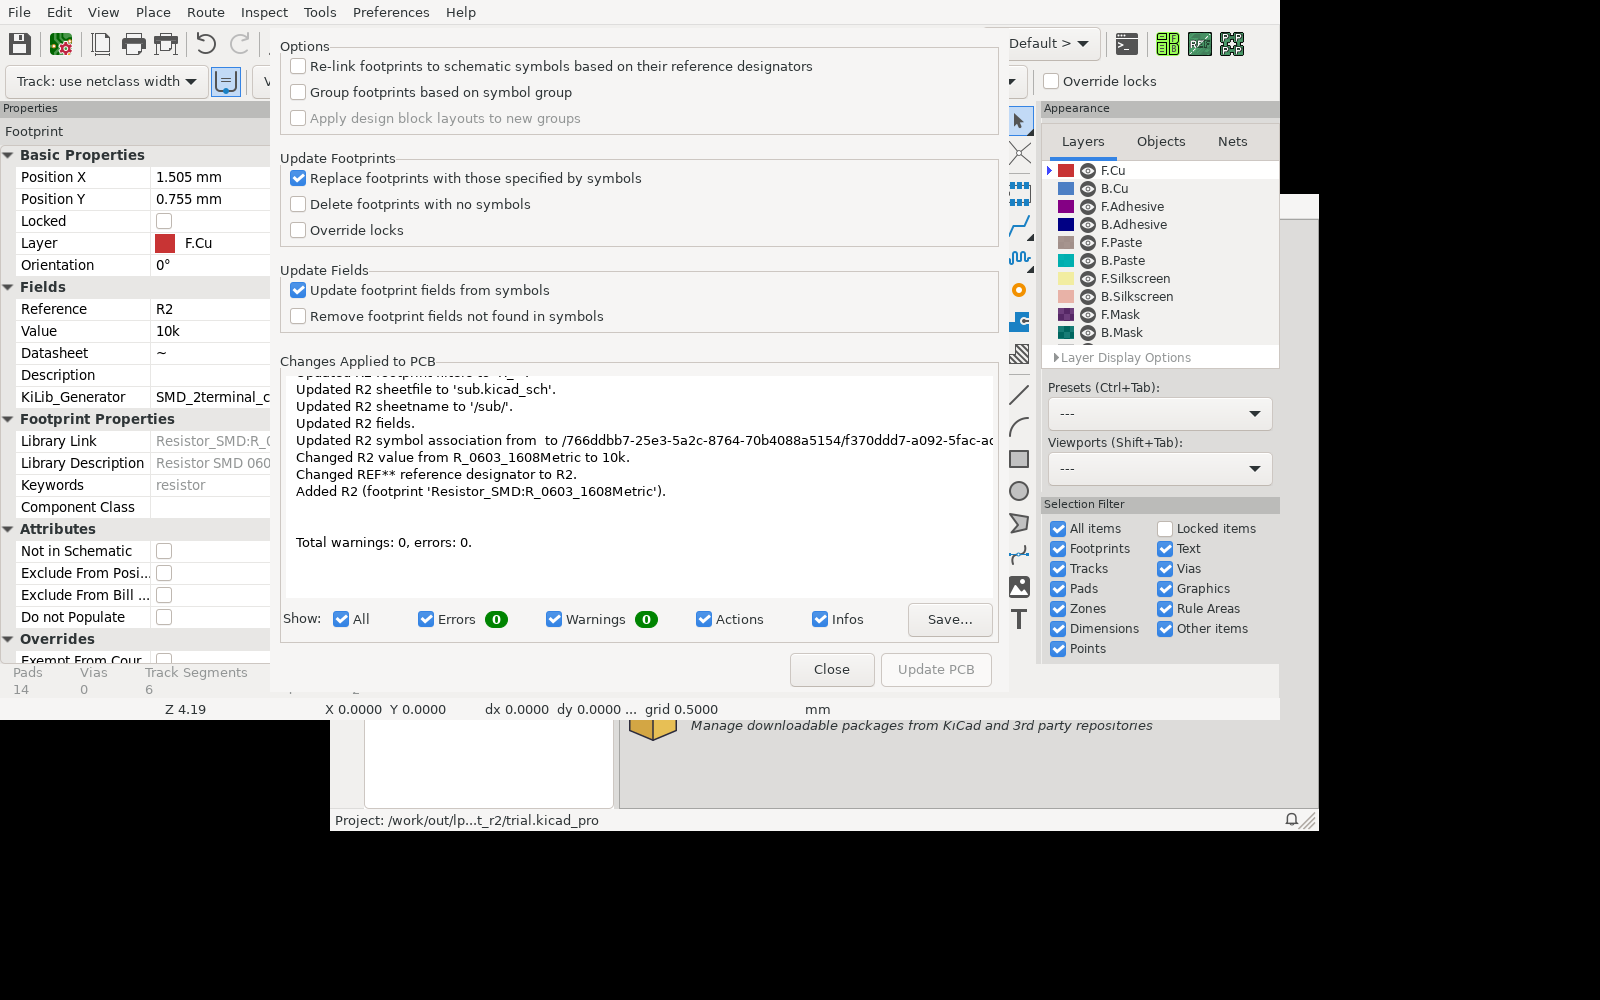 File Edit View Place Route Inspect Tools Preferences Help
Options
Default >
Re-link footprints to schematic symbols based on their reference designators
Track: use netclass width
Override locks
Group footprints based on symbol group
Properties
Appearance
Apply design block layouts to new groups
Footprint
Layers Objects Nets
Basic Properties
Update Footprints
Position X 1.505 mm
Replace footprints with those specified by symbols
Position Y 0.755 mm
Delete footprints with no symbols
Locked
Override locks
Layer F.Cu
Orientation 0°
F.Cu
B.Cu
F.Adhesive
B.Adhesive
F.Paste
B.Paste
F.Silkscreen
B.Silkscreen
F.Mask
B.Mask
Layer Display Options
Fields
Update Fields
Reference R2
Update footprint fields from symbols
Value 10k
Remove footprint fields not found in symbols
Datasheet ~
Description
KiLib_Generator SMD_2terminal_c
Changes Applied to PCB
Updated R2 sheetfile to 'sub.kicad_sch'.
Updated R2 sheetname to '/sub/'.
Updated R2 fields.
Updated R2 symbol association from  to /766ddbb7-25e3-5a2c-8764-70b4088a5154/f370ddd7-a092-5fac-ac
Changed R2 value from R_0603_1608Metric to 10k.
Changed REF** reference designator to R2.
Added R2 (footprint 'Resistor_SMD:R_0603_1608Metric').
Total warnings: 0, errors: 0.
Presets (Ctrl+Tab):
---
Viewports (Shift+Tab):
---
Footprint Properties
Library Link Resistor_SMD:R_0
Library Description Resistor SMD 060
Keywords resistor
Component Class
Attributes
Not in Schematic
Exclude From Posi...
Exclude From Bill ...
Do not Populate
Overrides
Exempt From Cour
Selection Filter
All items Locked items
Footprints Text
Tracks Vias
Pads Graphics
Zones Rule Areas
Dimensions Other items
Points
Show: All Errors 0 Warnings 0 Actions Infos Save...
Close Update PCB
Pads Vias Track Segments
14 0 6
Z 4.19 X 0.0000 Y 0.0000 dx 0.0000 dy 0.0000 ... grid 0.5000 mm
Manage downloadable packages from KiCad and 3rd party repositories
Project: /work/out/lp...t_r2/trial.kicad_pro